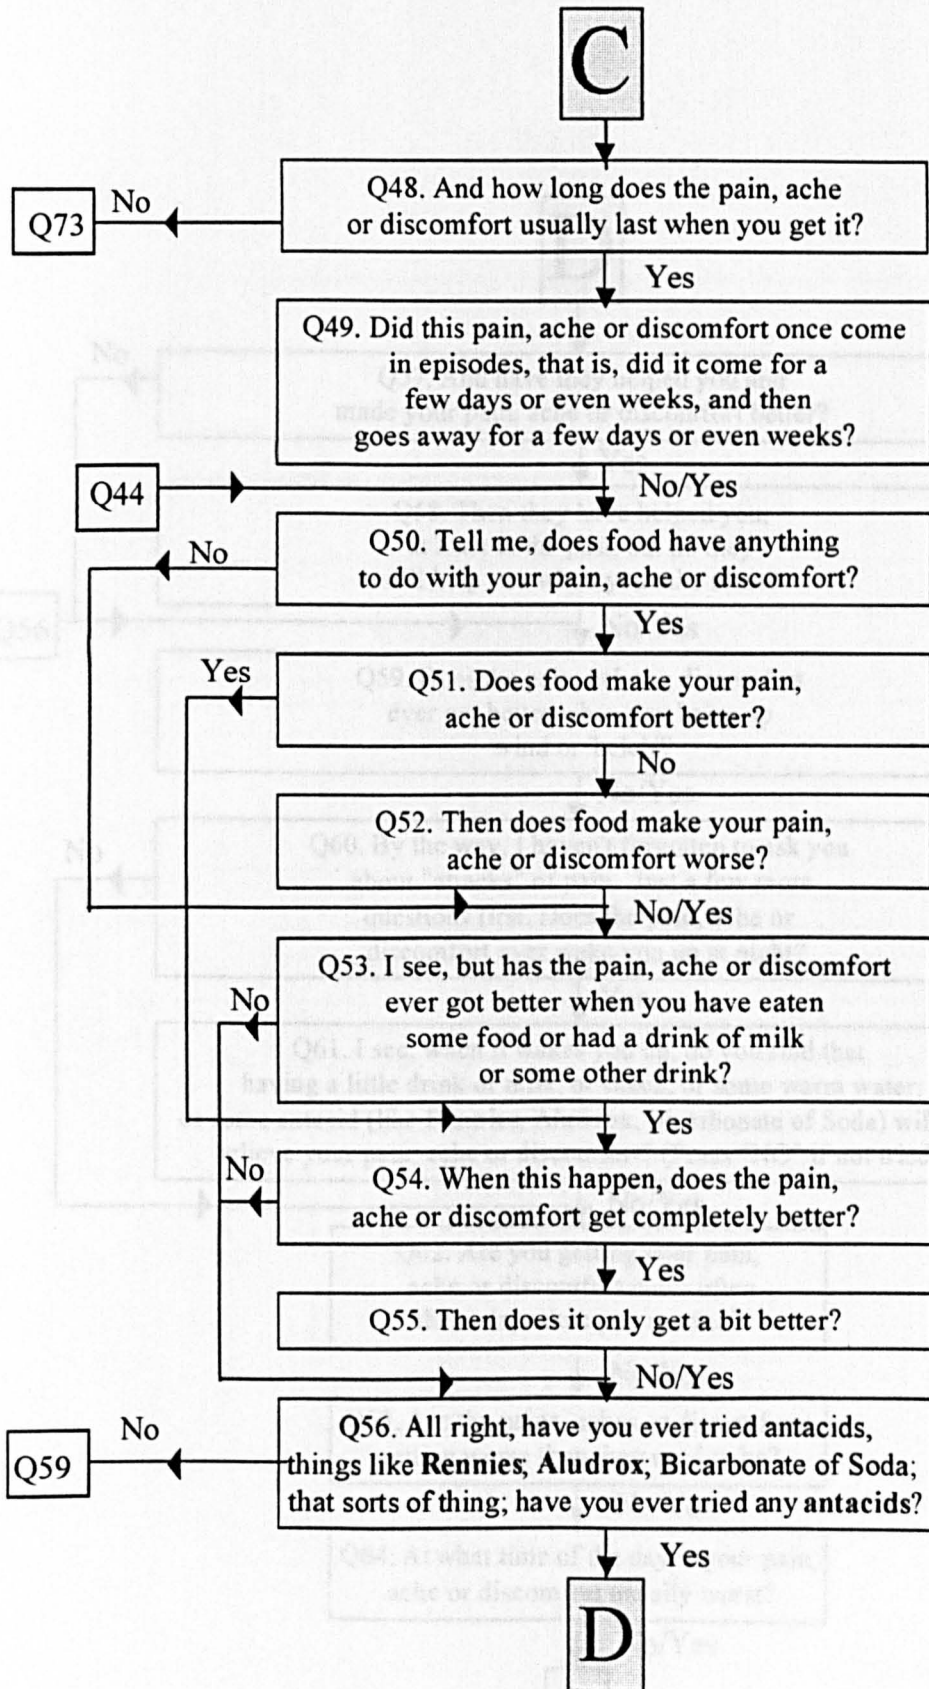 C
Q48. And how long does the pain, ache
or discomfort usually last when you get it?
No
Q73
Yes
Q49. Did this pain, ache or discomfort once come
in episodes, that is, did it come for a
few days or even weeks, and then
goes away for a few days or even weeks?
Q44
No/Yes
Q50. Tell me, does food have anything
to do with your pain, ache or discomfort?
No
Yes
Q51. Does food make your pain,
ache or discomfort better?
Yes
No
Q52. Then does food make your pain,
ache or discomfort worse?
No/Yes
Q53. I see, but has the pain, ache or discomfort
ever got better when you have eaten
some food or had a drink of milk
or some other drink?
No
Yes
Q54. When this happen, does the pain,
ache or discomfort get completely better?
No
Yes
Q55. Then does it only get a bit better?
No/Yes
Q56. All right, have you ever tried antacids,
things like Rennies; Aludrox; Bicarbonate of Soda;
that sorts of thing; have you ever tried any antacids?
No
Q59
Yes
D